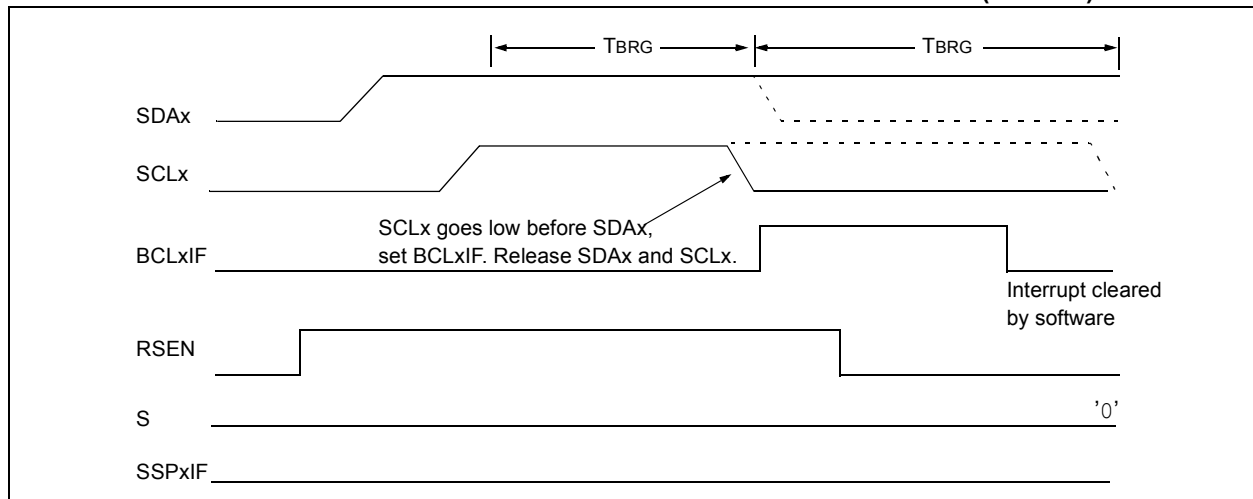 TBRG TBRG
SDAx
SCLx
SCLx goes low before SDAx,
set BCLxIF. Release SDAx and SCLx.
BCLxIF
Interrupt cleared
by software
RSEN
S '0'
SSPxIF